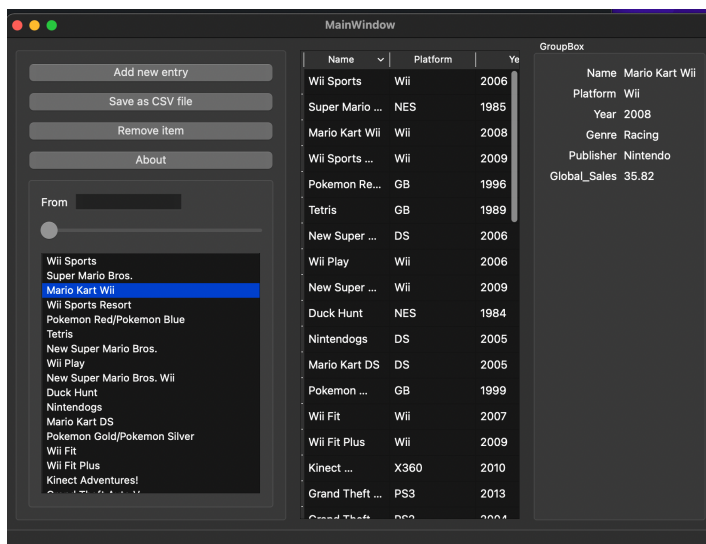 MainWindow
Add new entry
Save as CSV file
Remove item
About
From
Wii Sports
Super Mario Bros.
Mario Kart Wii
Wii Sports Resort
Pokemon Red/Pokemon Blue
Tetris
New Super Mario Bros.
Wii Play
New Super Mario Bros. Wii
Duck Hunt
Nintendogs
Mario Kart DS
Pokemon Gold/Pokemon Silver
Wii Fit
Wii Fit Plus
Kinect Adventures!
Name Platform Ye
Wii Sports Wii 2006
Super Mario ... NES 1985
Mario Kart Wii Wii 2008
Wii Sports ... Wii 2009
Pokemon Re... GB 1996
Tetris GB 1989
New Super ... DS 2006
Wii Play Wii 2006
New Super ... Wii 2009
Duck Hunt NES 1984
Nintendogs DS 2005
Mario Kart DS DS 2005
Pokemon ... GB 1999
Wii Fit Wii 2007
Wii Fit Plus Wii 2009
Kinect ... X360 2010
Grand Theft ... PS3 2013
Grand Theft ... PS2 2004
GroupBox
Name Mario Kart Wii
Platform Wii
Year 2008
Genre Racing
Publisher Nintendo
Global_Sales 35.82